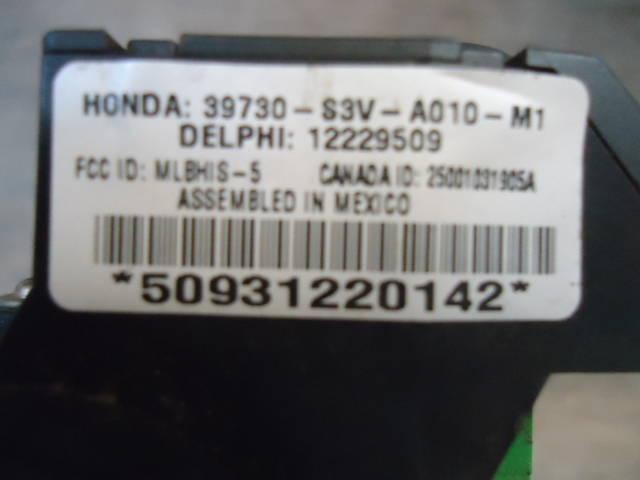 HONDA: 39730-S3V-A010-M1
DELPHI: 12229509
FCC ID: MLBHIS-5 CANADA ID: 25001031905A
ASSEMBLED IN MEXICO
*50931220142*